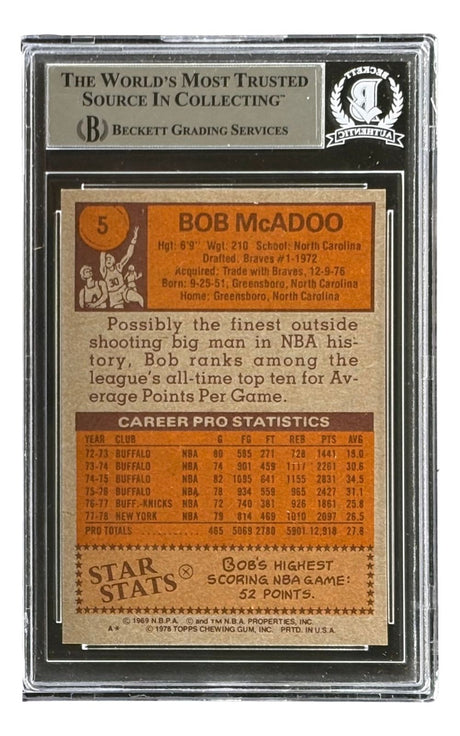 THE WORLD'S MOST TRUSTED
SOURCE IN COLLECTING™
B BECKETT GRADING SERVICES
BECKETT
B
AUTHENTIC
5
30
BOB McADOO
Hgt: 6'9" Wgt: 210 School: North Carolina
Drafted: Braves #1-1972
Acquired: Trade with Braves, 12-9-76
Born: 9-25-51, Greensboro, North Carolina
Home: Greensboro, North Carolina
Possibly the finest outside
shooting big man in NBA his-
tory, Bob ranks among the
league's all-time top ten for Av-
erage Points Per Game.
CAREER PRO STATISTICS
YEAR CLUB G FG FT REB PTS AVG
72-73 BUFFALO NBA 80 585 271 728 1441 18.0
73-74 BUFFALO NBA 74 901 459 1117 2261 30.6
74-75 BUFFALO NBA 82 1095 641 1155 2831 34.5
75-76 BUFFALO NBA 78 934 559 965 2427 31.1
76-77 BUFF.-KNICKS NBA 72 740 381 926 1861 25.8
77-78 NEW YORK NBA 79 814 469 1010 2097 26.5
PRO TOTALS 465 5069 2780 5901 12,918 27.8
STAR
STATS
BOB'S HIGHEST
SCORING NBA GAME:
52 POINTS.
© 1969 N.B.P.A. © and TM N.B.A. PROPERTIES, INC.
A* © 1978 TOPPS CHEWING GUM, INC. PRTD. IN U.S.A.